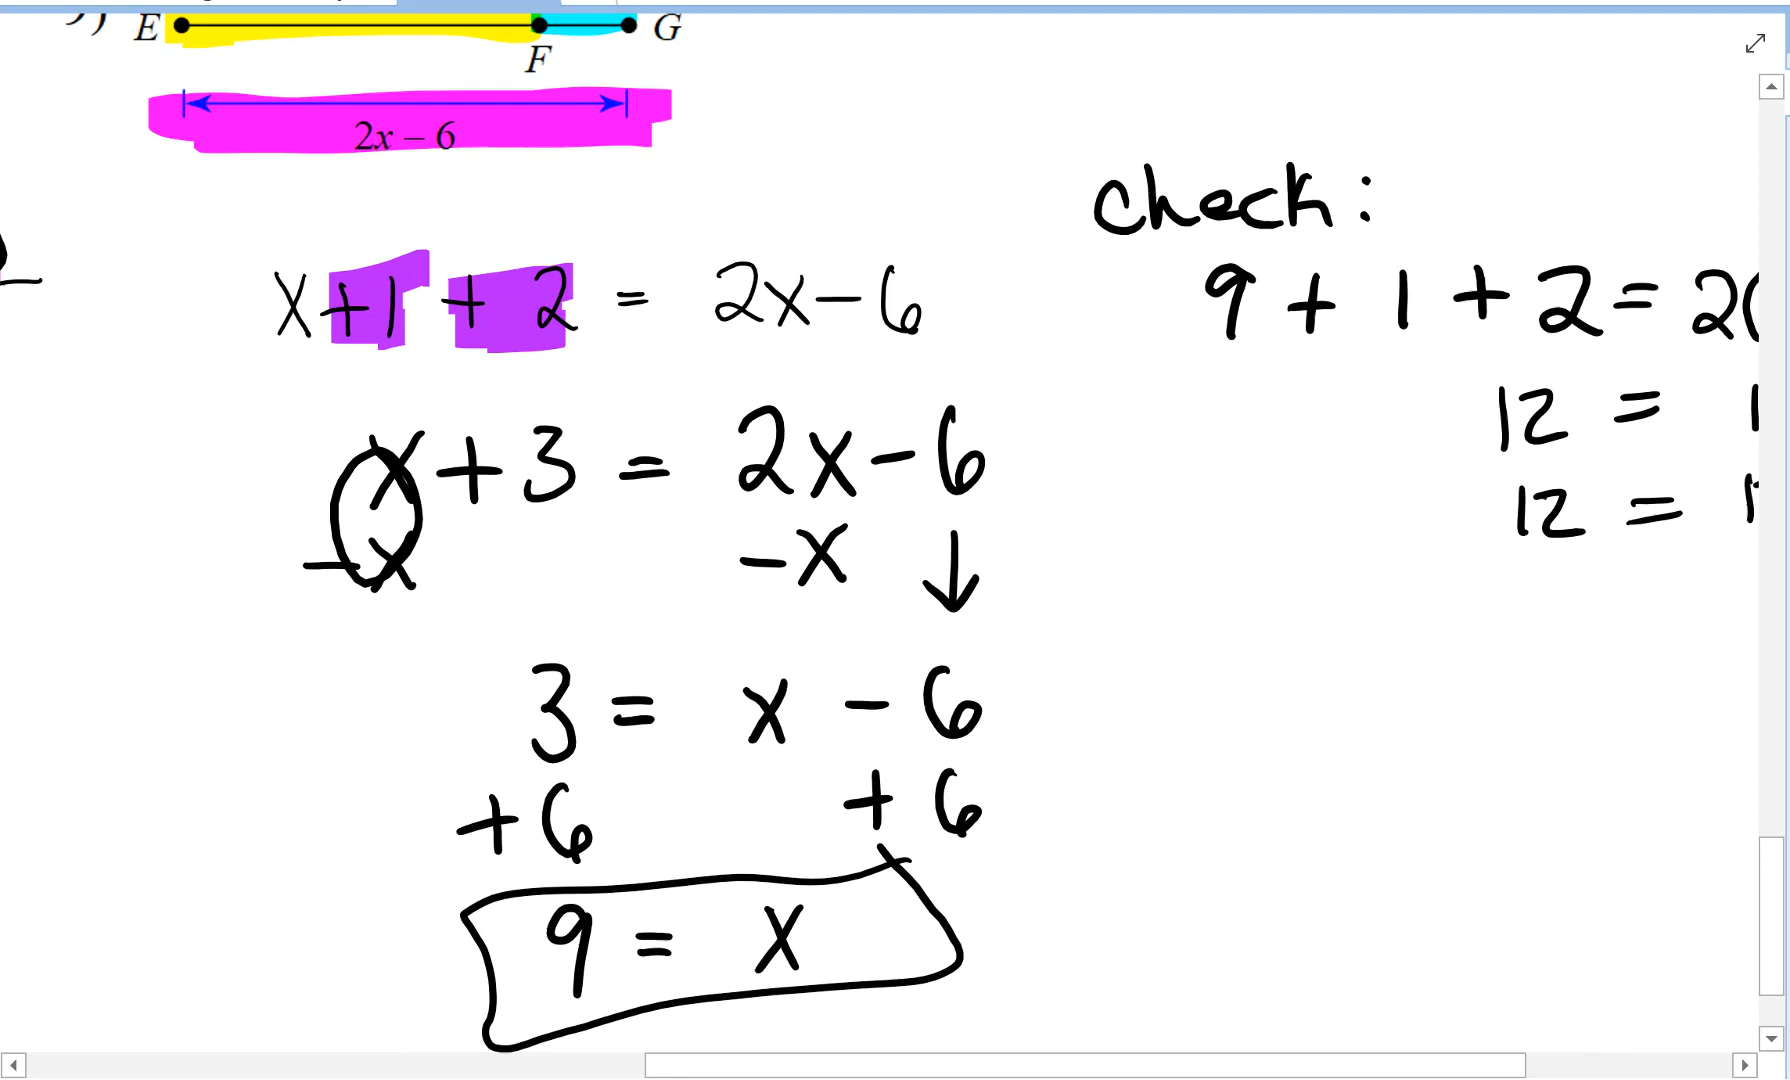 E G
F
2x – 6
x + 1 + 2 = 2x – 6
x + 3 = 2x – 6
– x – x
3 = x – 6
+ 6 + 6
9 = x
check:
9 + 1 + 2 = 2(
12 =
12 =